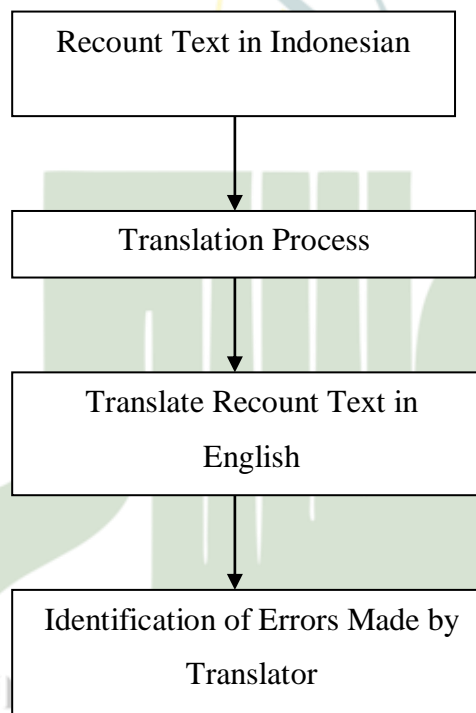 Recount Text in Indonesian
Translation Process
Translate Recount Text in
English
Identification of Errors Made by
Translator